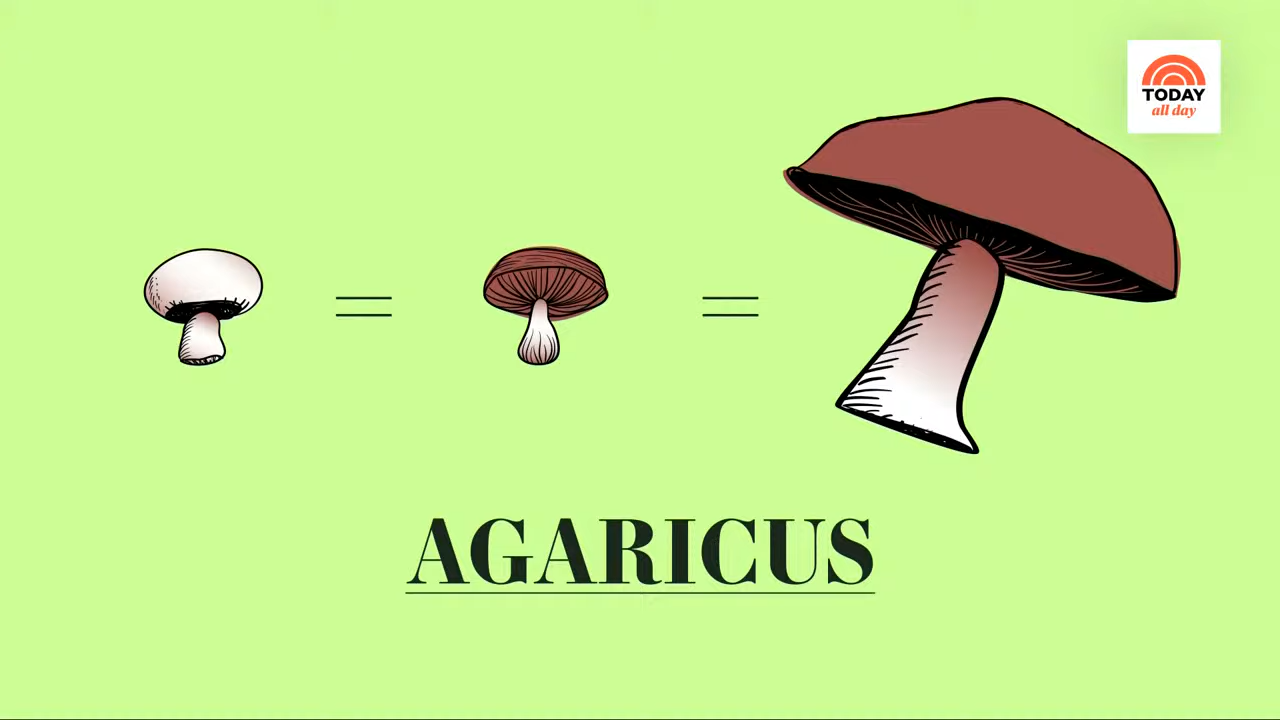 TODAY
all day
=
=
AGARICUS